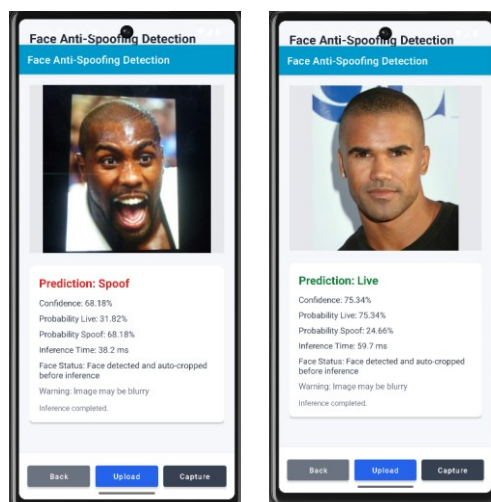 Face Anti-Spoofing Detection
Face Anti-Spoofing Detection
Prediction: Spoof
Confidence: 68.18%
Probability Live: 31.82%
Probability Spoof: 68.18%
Inference Time: 38.2 ms
Face Status: Face detected and auto-cropped
before inference
Warning: Image may be blurry
Inference completed.
Back
Upload
Capture
Face Anti-Spoofing Detection
Face Anti-Spoofing Detection
Prediction: Live
Confidence: 75.34%
Probability Live: 75.34%
Probability Spoof: 24.66%
Inference Time: 59.7 ms
Face Status: Face detected and auto-cropped
before inference
Warning: Image may be blurry
Inference completed.
Back
Upload
Capture